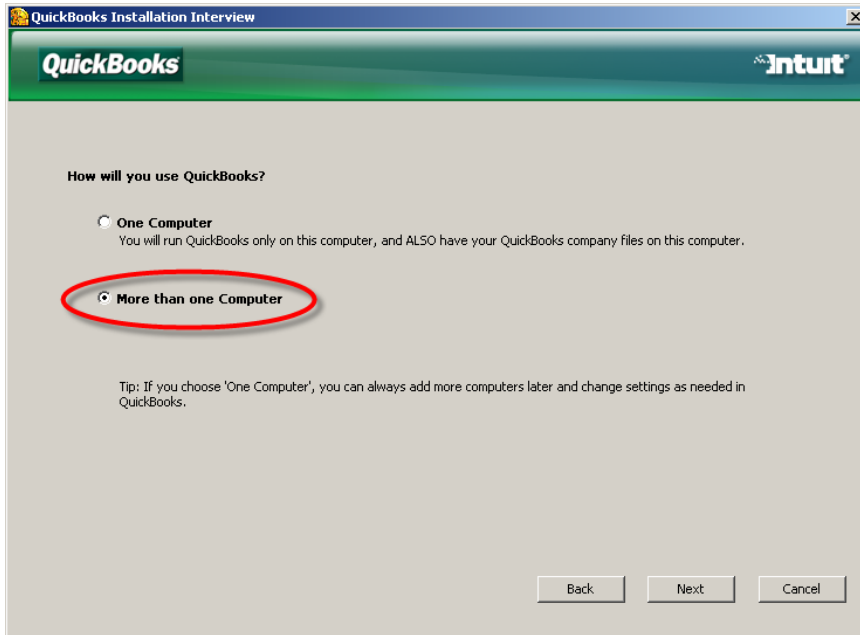 QuickBooks Installation Interview
QuickBooks
Intuit
How will you use QuickBooks?
One Computer
You will run QuickBooks only on this computer, and ALSO have your QuickBooks company files on this computer.
More than one Computer
Tip: If you choose 'One Computer', you can always add more computers later and change settings as needed in
QuickBooks.
Back Next Cancel